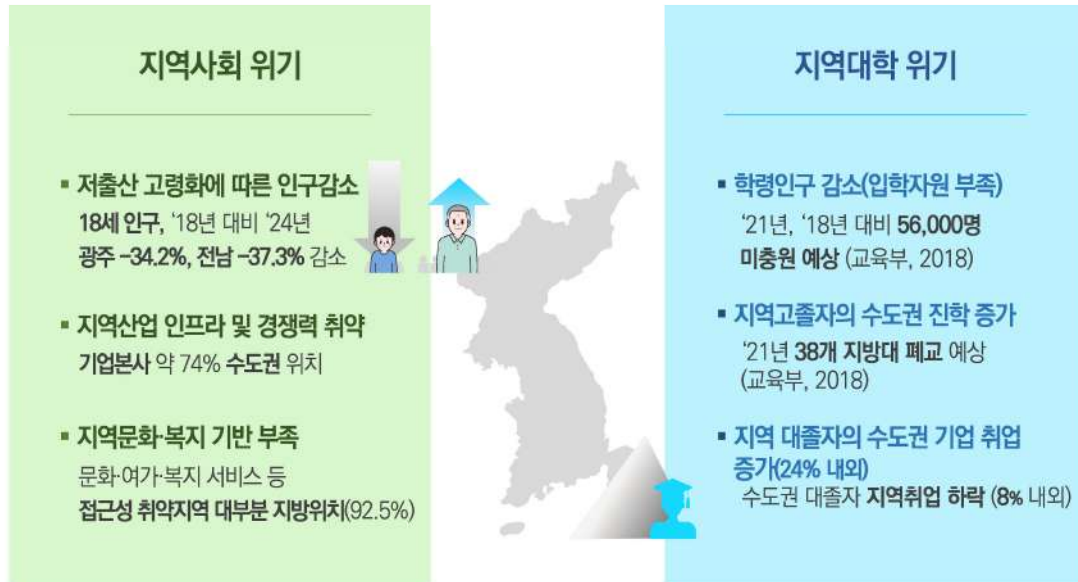 지역사회 위기
▪ 저출산 고령화에 따른 인구감소
18세 인구, ‘18년 대비 ‘24년
광주 -34.2%, 전남 -37.3% 감소
▪ 지역산업 인프라 및 경쟁력 취약
기업본사 약 74% 수도권 위치
▪ 지역문화·복지 기반 부족
문화·여가·복지 서비스 등
접근성 취약지역 대부분 지방위치(92.5%)
지역대학 위기
▪ 학령인구 감소(입학자원 부족)
‘21년, ‘18년 대비 56,000명
미충원 예상 (교육부, 2018)
▪ 지역고졸자의 수도권 진학 증가
‘21년 38개 지방대 폐교 예상
(교육부, 2018)
▪ 지역 대졸자의 수도권 기업 취업
증가(24% 내외)
수도권 대졸자 지역취업 하락 (8% 내외)